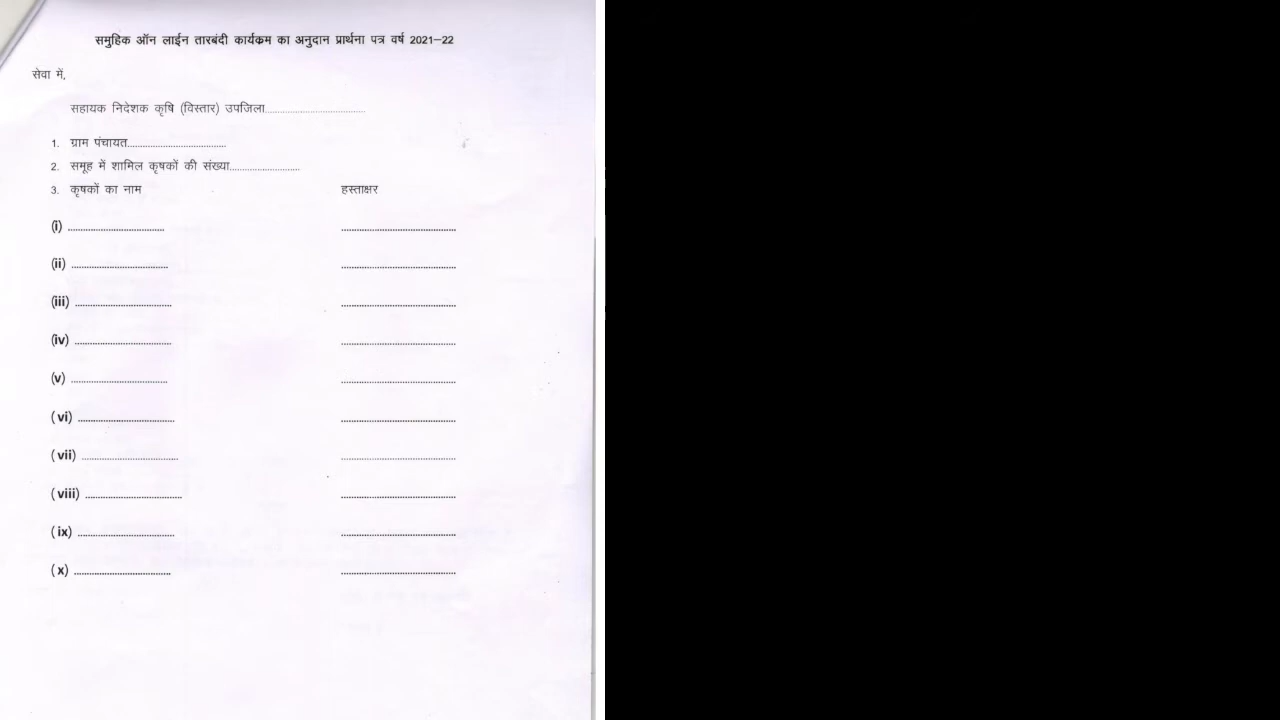 समुहिक ऑन लाईन तारबंदी कार्यक्रम का अनुदान प्रार्थना पत्र वर्ष 2021–22
सेवा में,
सहायक निदेशक कृषि (विस्तार) उपजिला....................................
1. ग्राम पंचायत....................................
2. समूह में शामिल कृषकों की संख्या.........................
3. कृषकों का नाम हस्ताक्षर
(i) .................................... ..........................................
(ii) .................................... ..........................................
(iii) .................................... ..........................................
(iv) .................................... ..........................................
(v) .................................... ..........................................
( vi) .................................... ..........................................
( vii) .................................... ..........................................
( viii) .................................... ..........................................
( ix) .................................... ..........................................
( x) .................................... ..........................................